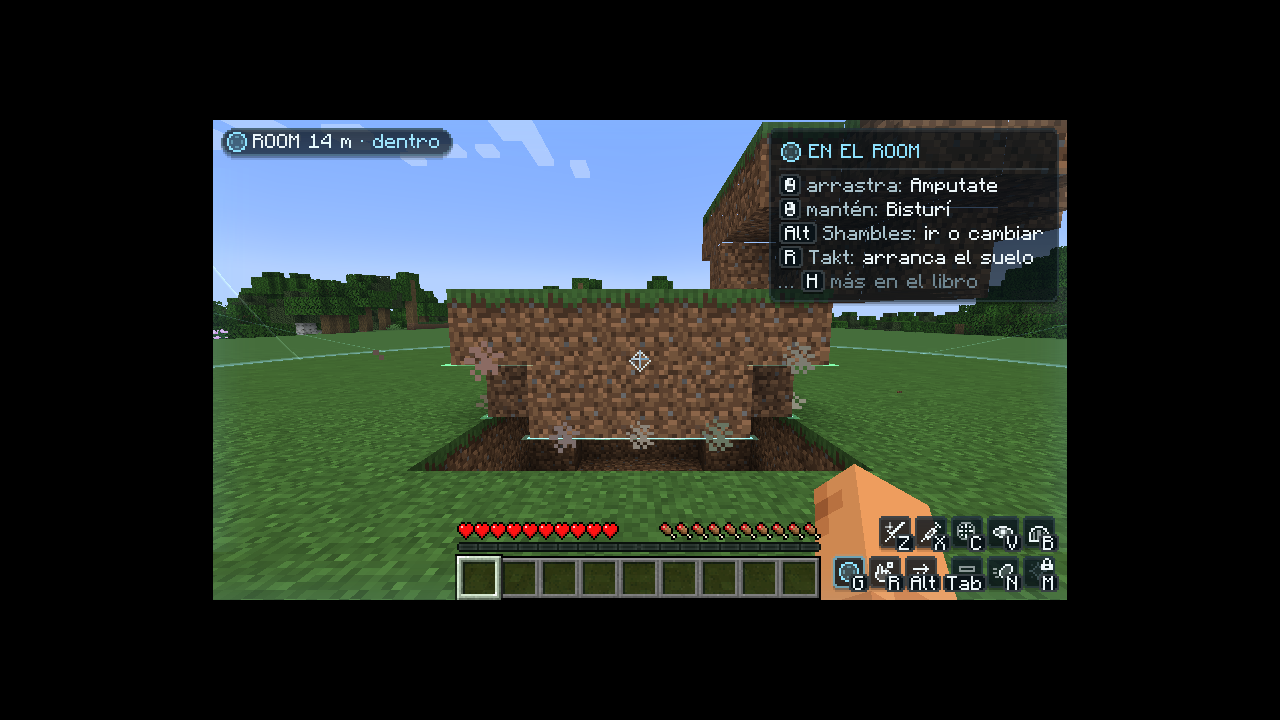 ROOM 14 m · dentro
EN EL ROOM
arrastra: Amputate
mantén: Bisturí
Alt Shambles: ir o cambiar
R Takt: arranca el suelo
... H más en el libro
Z X C V B
G R Alt Tab N M